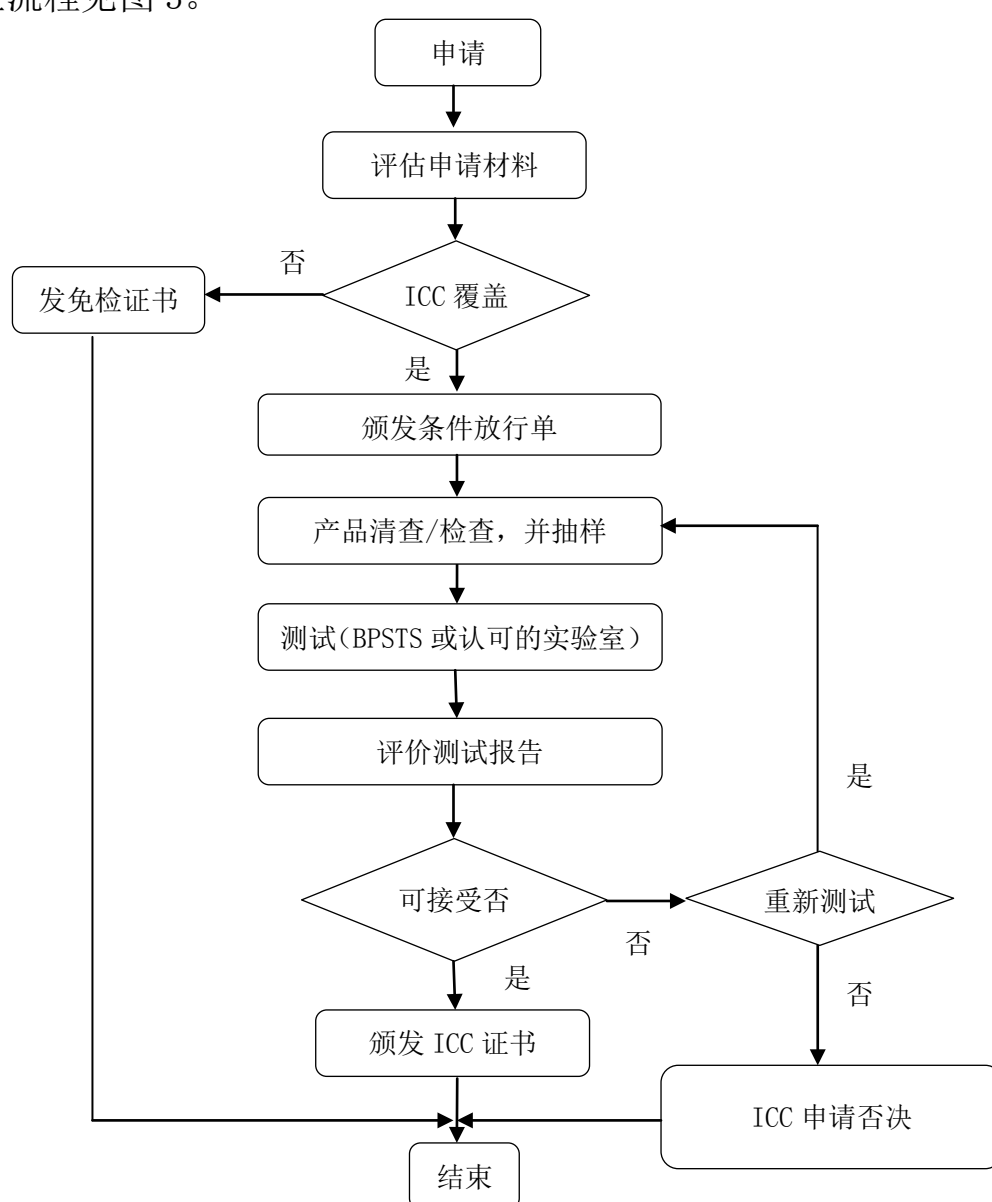 流程见图 3。
申请
评估申请材料
否
发免检证书
ICC 覆盖
是
颁发条件放行单
产品清查/检查，并抽样
测试（BPSTS 或认可的实验室）
评价测试报告
是
可接受否
重新测试
否
是
否
颁发 ICC 证书
ICC 申请否决
结束